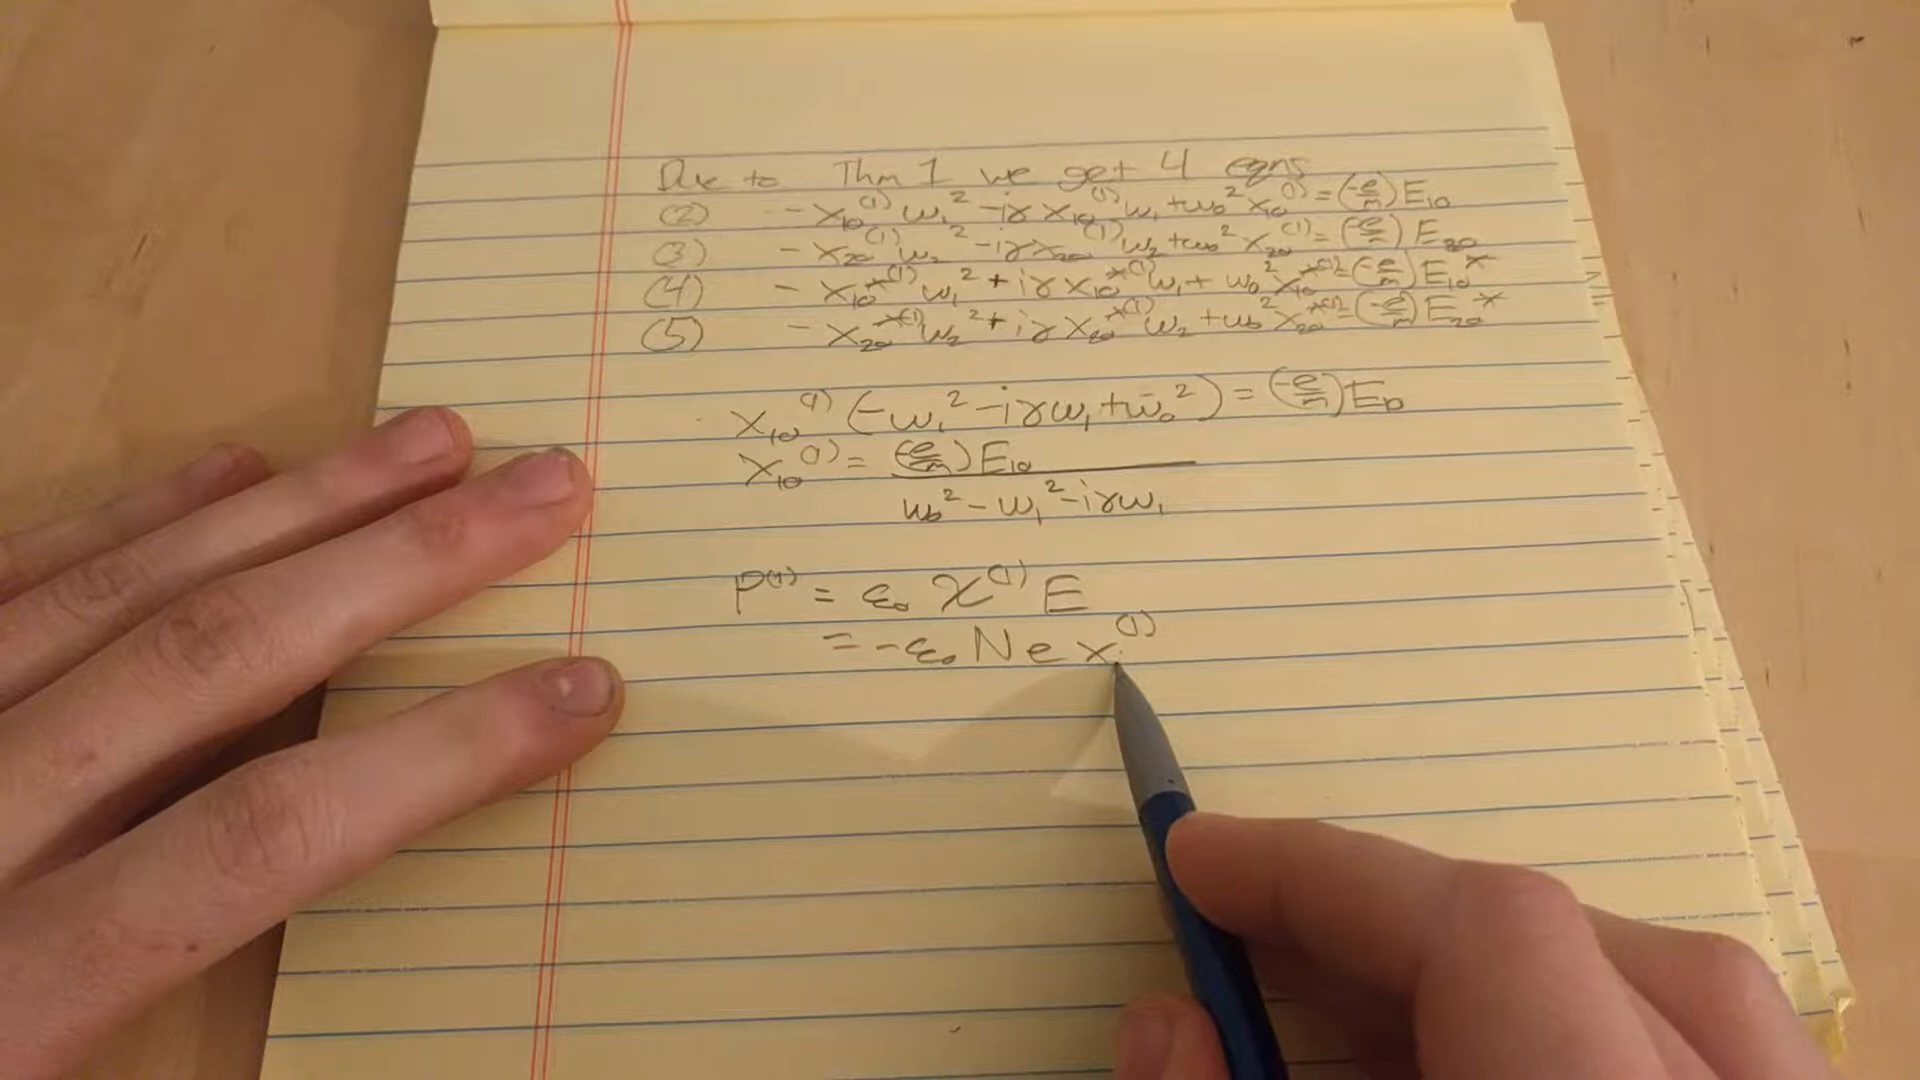 Due to Thm 1 we get 4 eqns
(2) -x₁₀⁽¹⁾ω₁² -iγx₁₀⁽¹⁾ω₁ +ω₀²x₁₀⁽¹⁾ = (-e/m)E₁₀
(3) -x₂₀⁽¹⁾ω₂² -iγx₂₀⁽¹⁾ω₂ +ω₀²x₂₀⁽¹⁾ = (-e/m)E₂₀
(4) -x₁₀*⁽¹⁾ω₁² +iγx₁₀*⁽¹⁾ω₁ + ω₀²x₁₀*⁽¹⁾ = (-e/m)E₁₀*
(5) -x₂₀*⁽¹⁾ω₂² +iγx₂₀*⁽¹⁾ω₂ +ω₀²x₂₀*⁽¹⁾ = (-e/m)E₂₀*
x₁₀⁽¹⁾(-ω₁² -iγω₁ +ω₀²) = (-e/m)E₁₀
x₁₀⁽¹⁾ = (-e/m)E₁₀
ω₀² - ω₁² - iγω₁
P⁽¹⁾ = ε₀ χ⁽¹⁾ E
= -ε₀ N e x⁽¹⁾